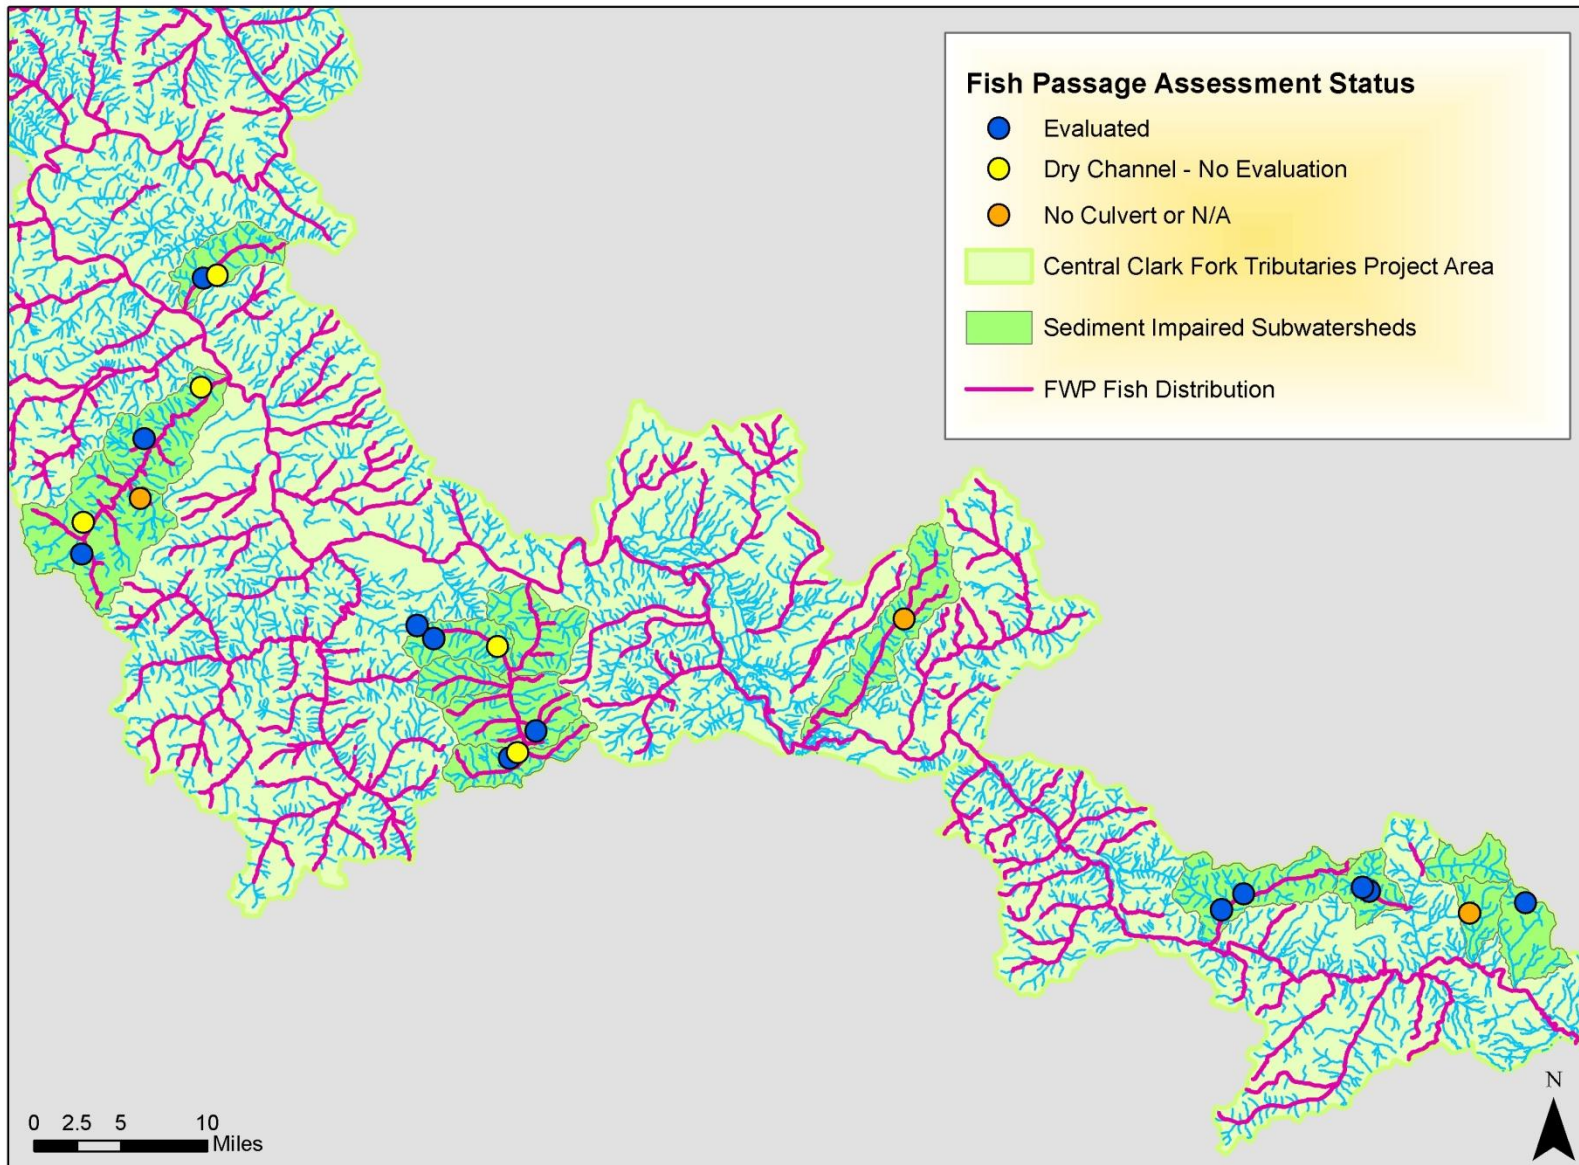 Fish Passage Assessment Status
Evaluated
Dry Channel - No Evaluation
No Culvert or N/A
Central Clark Fork Tributaries Project Area
Sediment Impaired Subwatersheds
FWP Fish Distribution
N
0 2.5 5 10
Miles